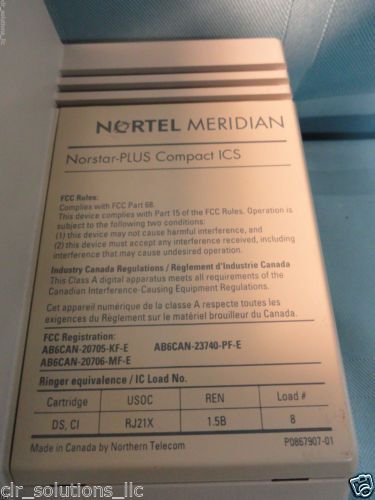 NORTEL MERIDIAN
Norstar-PLUS Compact ICS
FCC Rules:
Complies with FCC Part 68.
This device complies with Part 15 of the FCC Rules. Operation is
subject to the following two conditions:
(1) this device may not cause harmful interference, and
(2) this device must accept any interference received, including
interference that may cause undesired operation.
Industry Canada Regulations / Règlement d'Industrie Canada
This Class A digital apparatus meets all requirements of the
Canadian Interference-Causing Equipment Regulations.
Cet appareil numérique de la classe A respecte toutes les
exigences du Règlement sur le matériel brouilleur du Canada.
FCC Registration:
AB6CAN-20705-KF-E AB6CAN-23740-PF-E
AB6CAN-20706-MF-E
Ringer equivalence / IC Load No.
Cartridge USOC REN Load #
DS, CI RJ21X 1.5B 8
Made in Canada by Northern Telecom P0867907-01
clr_solutions_llc